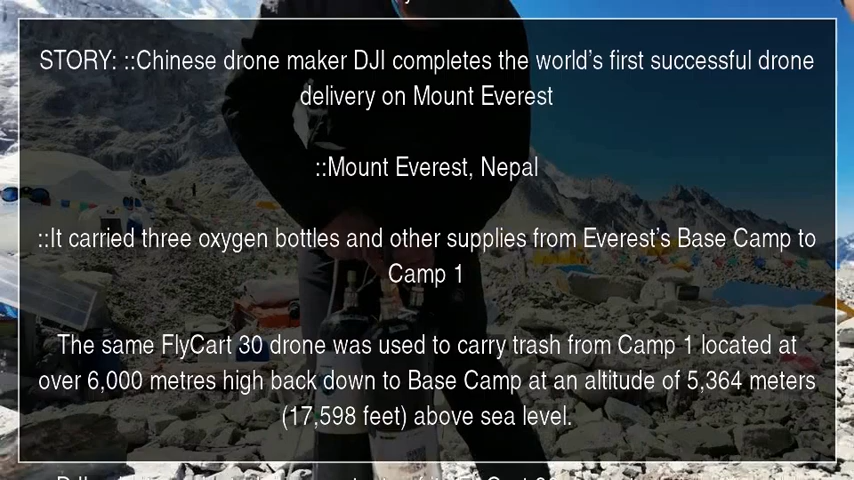 STORY: ::Chinese drone maker DJI completes the world's first successful drone
delivery on Mount Everest
::Mount Everest, Nepal
::It carried three oxygen bottles and other supplies from Everest's Base Camp to
Camp 1
The same FlyCart 30 drone was used to carry trash from Camp 1 located at
over 6,000 metres high back down to Base Camp at an altitude of 5,364 meters
(17,598 feet) above sea level.